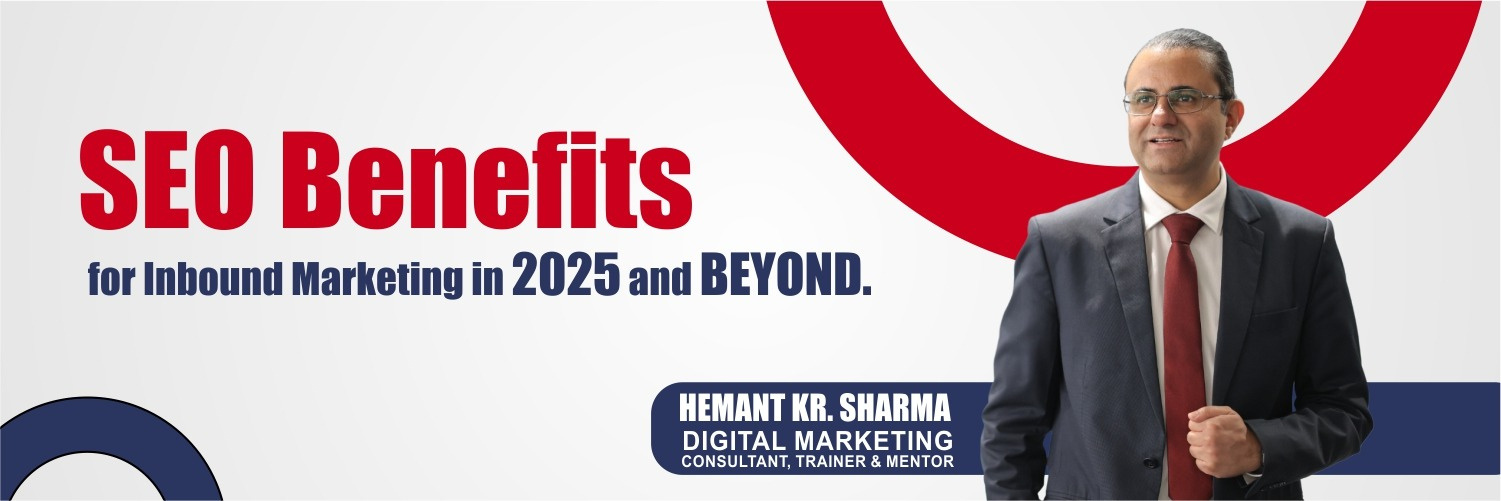 SEO Benefits
for Inbound Marketing in 2025 and BEYOND.
HEMANT KR. SHARMA
DIGITAL MARKETING
CONSULTANT, TRAINER & MENTOR